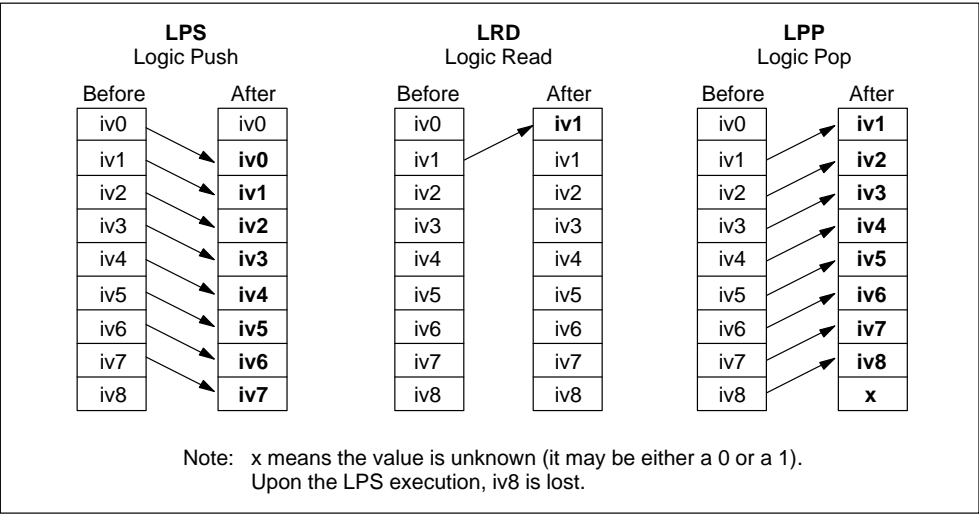 LPS LRD LPP
Logic Push Logic Read Logic Pop
Before After Before After Before After
iv0 iv0 iv0 iv1 iv0 iv1
iv1 iv0 iv1 iv1 iv1 iv2
iv2 iv1 iv2 iv2 iv2 iv3
iv3 iv2 iv3 iv3 iv3 iv4
iv4 iv3 iv4 iv4 iv4 iv5
iv5 iv4 iv5 iv5 iv5 iv6
iv6 iv5 iv6 iv6 iv6 iv7
iv7 iv6 iv7 iv7 iv7 iv8
iv8 iv7 iv8 iv8 iv8 x
Note: x means the value is unknown (it may be either a 0 or a 1).
Upon the LPS execution, iv8 is lost.